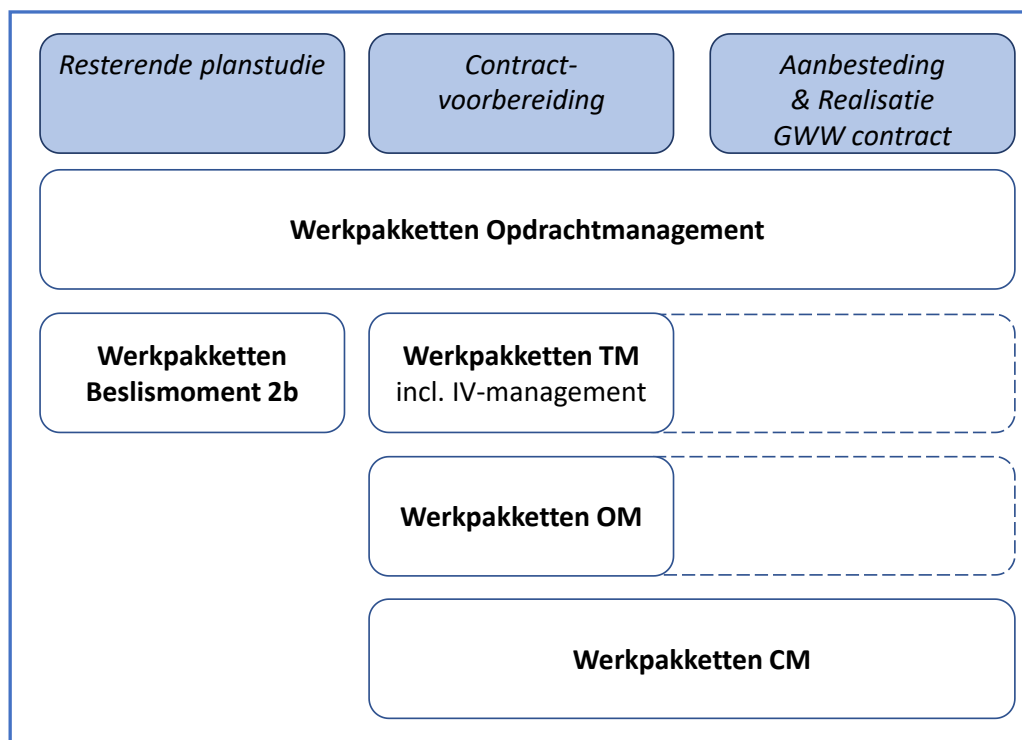 Resterende planstudie
Contract-
voorbereiding
Aanbesteding
& Realisatie
GWW contract
Werkpakketten Opdrachtmanagement
Werkpakketten
Beslismoment 2b
Werkpakketten TM
incl. IV-management
Werkpakketten OM
Werkpakketten CM